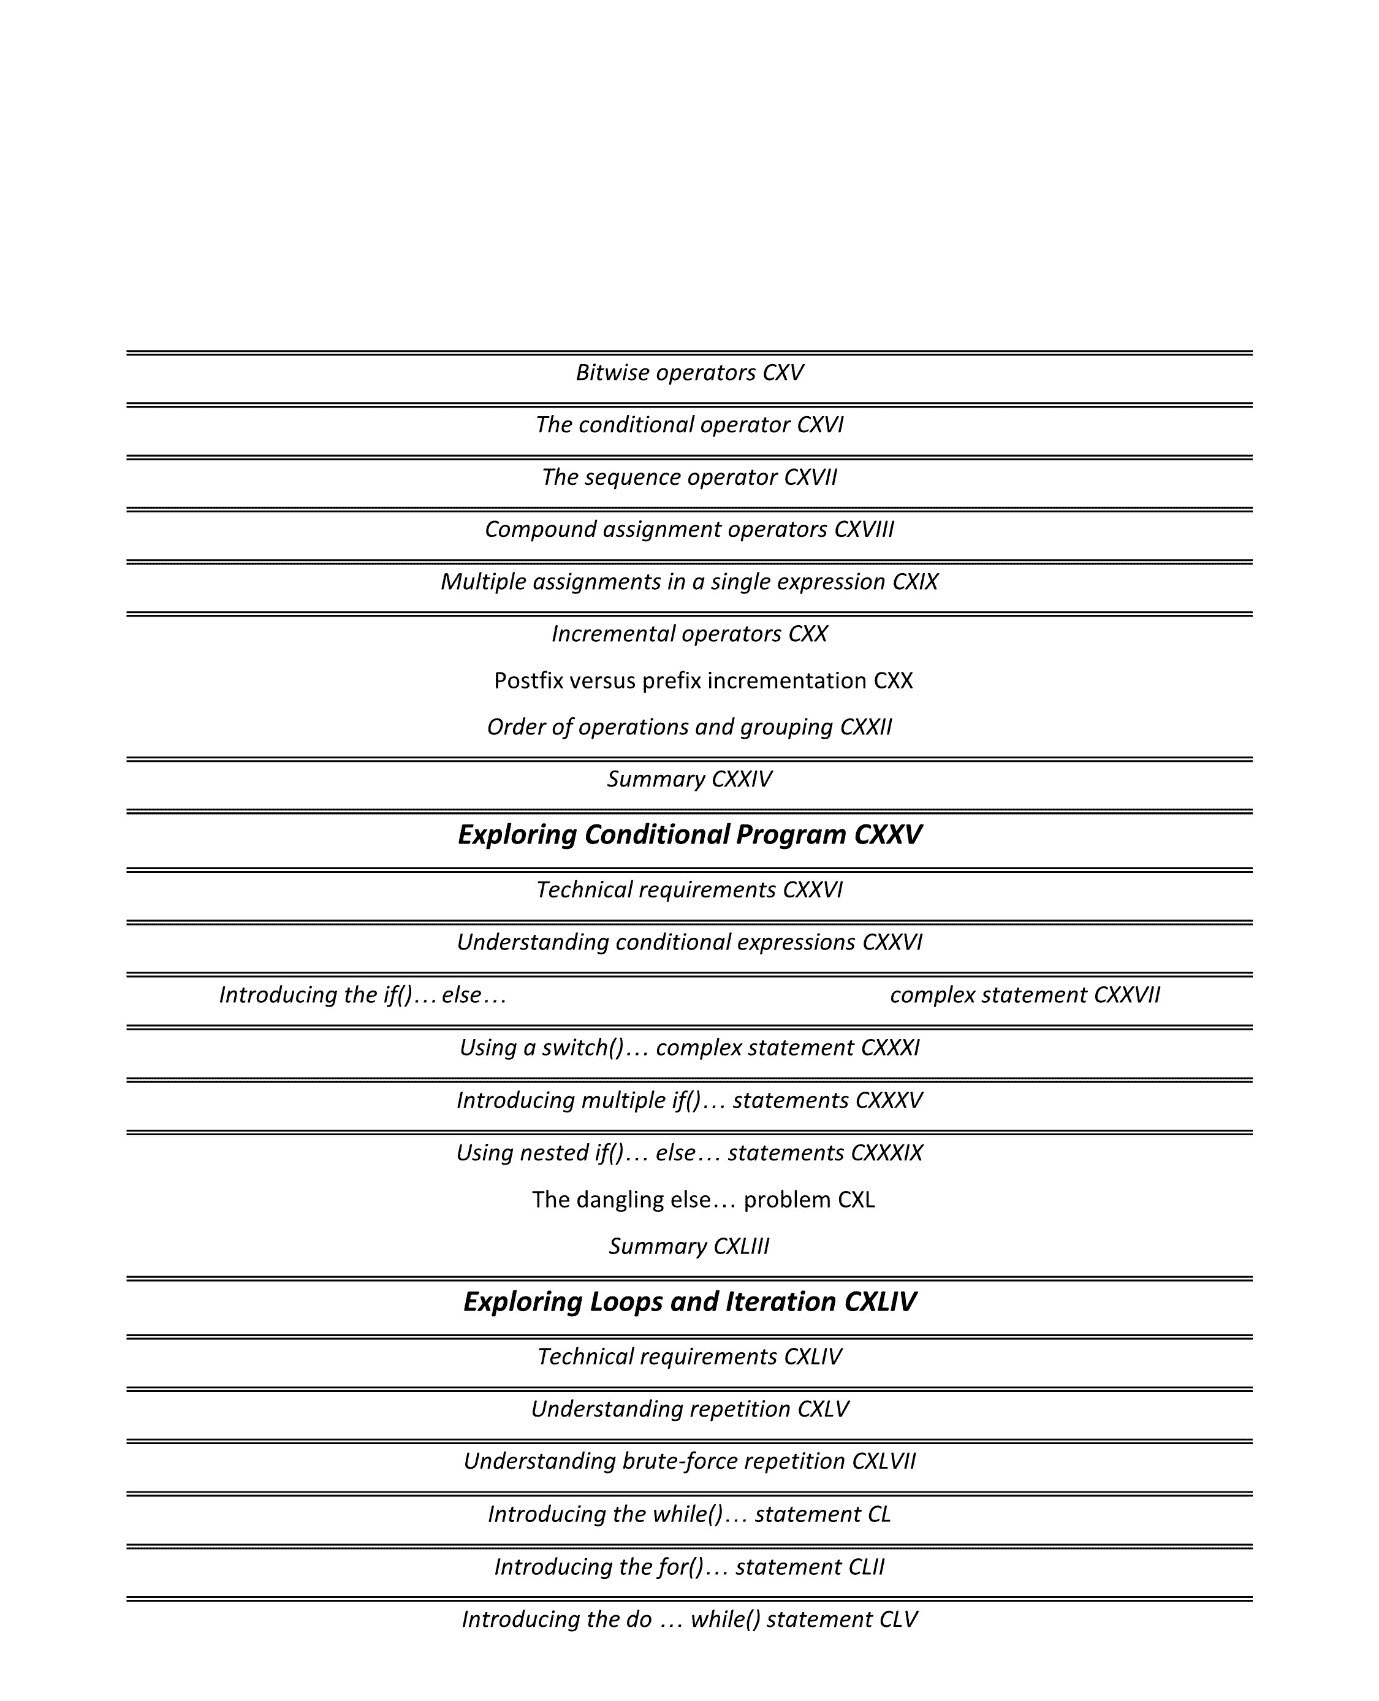 Bitwise operators CXV
The conditional operator CXVI
The sequence operator CXVII
Compound assignment operators CXVIII
Multiple assignments in a single expression CXIX
Incremental operators CXX
Postfix versus prefix incrementation CXX
Order of operations and grouping CXXII
Summary CXXIV
Exploring Conditional Program CXXV
Technical requirements CXXVI
Understanding conditional expressions CXXVI
Introducing the if()… else… complex statement CXXVII
Using a switch()… complex statement CXXXI
Introducing multiple if()… statements CXXXV
Using nested if()… else… statements CXXXIX
The dangling else… problem CXL
Summary CXLIII
Exploring Loops and Iteration CXLIV
Technical requirements CXLIV
Understanding repetition CXLV
Understanding brute-force repetition CXLVII
Introducing the while()… statement CL
Introducing the for()… statement CLII
Introducing the do … while() statement CLV